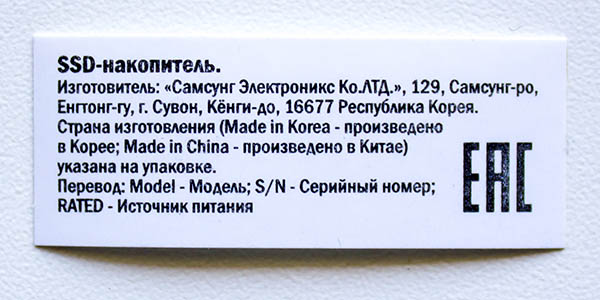 SSD-накопитель.
Изготовитель: «Самсунг Электроникс Ко.ЛТД.», 129, Самсунг-ро,
Енгтонг-гу, г. Сувон, Кёнги-до, 16677 Республика Корея.
Страна изготовления (Made in Korea - произведено
в Корее; Made in China - произведено в Китае)
указана на упаковке.
Перевод: Model - Модель; S/N - Серийный номер;
RATED - Источник питания
EAC